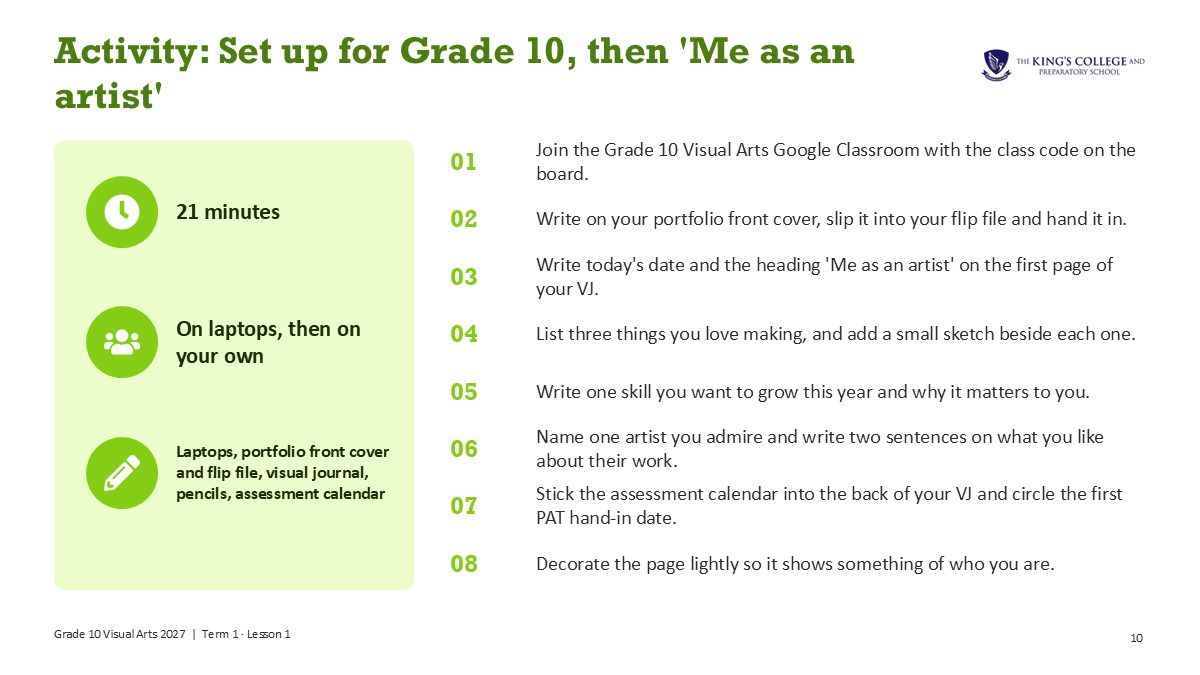 Activity: Set up for Grade 10, then 'Me as an
artist'
THE KING'S COLLEGE AND
PREPARATORY SCHOOL
21 minutes
On laptops, then on
your own
Laptops, portfolio front cover
and flip file, visual journal,
pencils, assessment calendar
01
Join the Grade 10 Visual Arts Google Classroom with the class code on the
board.
02
Write on your portfolio front cover, slip it into your flip file and hand it in.
03
Write today's date and the heading 'Me as an artist' on the first page of
your VJ.
04
List three things you love making, and add a small sketch beside each one.
05
Write one skill you want to grow this year and why it matters to you.
06
Name one artist you admire and write two sentences on what you like
about their work.
07
Stick the assessment calendar into the back of your VJ and circle the first
PAT hand-in date.
08
Decorate the page lightly so it shows something of who you are.
Grade 10 Visual Arts 2027 | Term 1 · Lesson 1
10